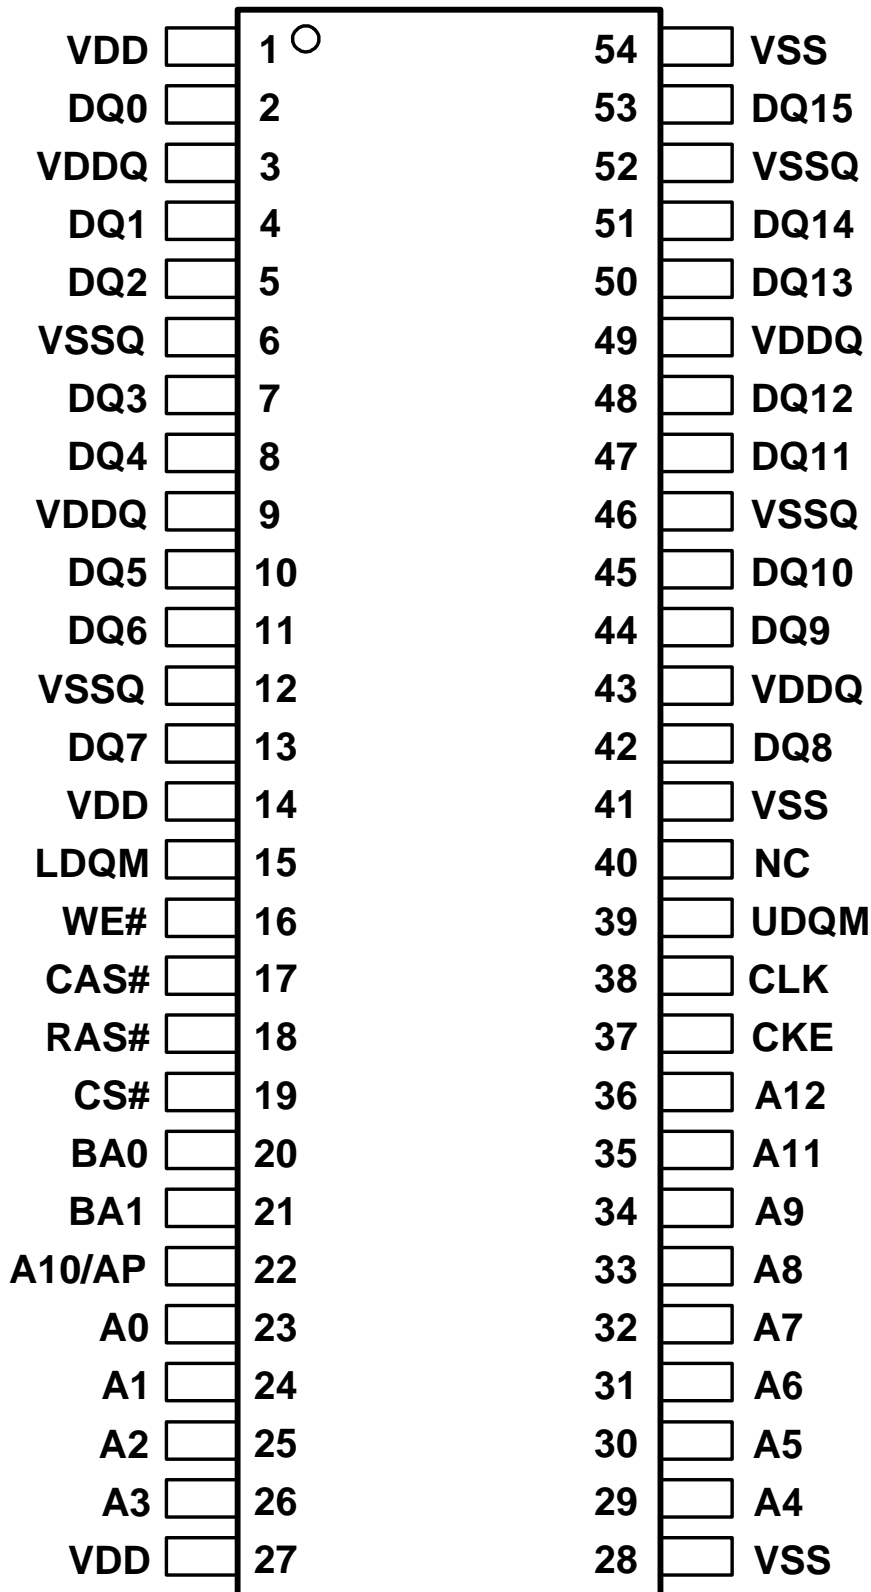 VDD 1 54 VSS
DQ0 2 53 DQ15
VDDQ 3 52 VSSQ
DQ1 4 51 DQ14
DQ2 5 50 DQ13
VSSQ 6 49 VDDQ
DQ3 7 48 DQ12
DQ4 8 47 DQ11
VDDQ 9 46 VSSQ
DQ5 10 45 DQ10
DQ6 11 44 DQ9
VSSQ 12 43 VDDQ
DQ7 13 42 DQ8
VDD 14 41 VSS
LDQM 15 40 NC
WE# 16 39 UDQM
CAS# 17 38 CLK
RAS# 18 37 CKE
CS# 19 36 A12
BA0 20 35 A11
BA1 21 34 A9
A10/AP 22 33 A8
A0 23 32 A7
A1 24 31 A6
A2 25 30 A5
A3 26 29 A4
VDD 27 28 VSS